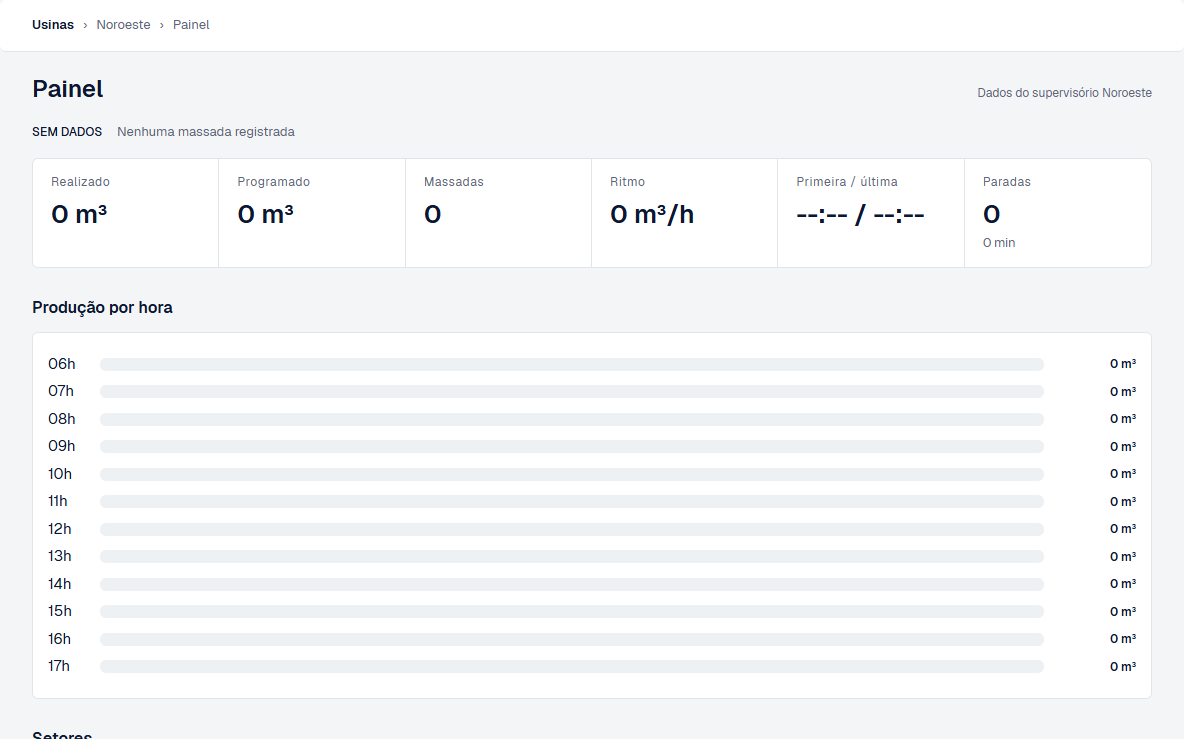 Usinas › Noroeste › Painel
Painel
Dados do supervisório Noroeste
SEM DADOS Nenhuma massada registrada
Realizado
0 m³
Programado
0 m³
Massadas
0
Ritmo
0 m³/h
Primeira / última
--:-- / --:--
Paradas
0
0 min
Produção por hora
06h 0 m³
07h 0 m³
08h 0 m³
09h 0 m³
10h 0 m³
11h 0 m³
12h 0 m³
13h 0 m³
14h 0 m³
15h 0 m³
16h 0 m³
17h 0 m³
Setores